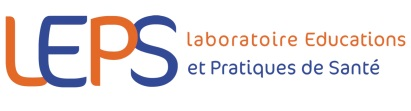 LEPS
laboratoire Educations
et Pratiques de Santé